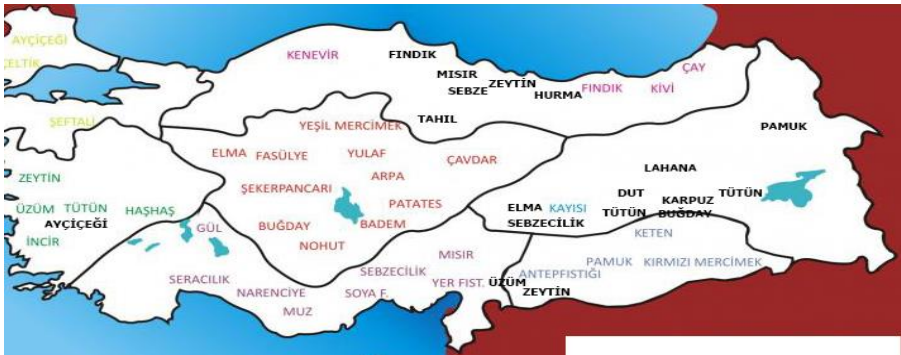 AYÇİÇEĞİ
ÇELTİK
ŞEFTALİ
KENEVİR
FINDIK
MISIR
SEBZE
ZEYTİN
HURMA
FINDIK
KİVİ
ÇAY
TAHIL
YEŞİL MERCİMEK
ELMA
FASÜLYE
YULAF
ÇAVDAR
ARPA
ŞEKERPANCARI
PATATES
BUĞDAY
BADEM
NOHUT
ZEYTİN
ÜZÜM
TÜTÜN
HAŞHAŞ
AYÇİÇEĞİ
İNCİR
GÜL
SERACILIK
NARENCİYE
MUZ
SEBZECİLİK
SOYA F.
MISIR
YER FIST.
ÜZÜM
PAMUK
LAHANA
DUT
KARPUZ
TÜTÜN
ELMA
KAYISI
SEBZECİLİK
TÜTÜN
BUĞDAY
KETEN
PAMUK
KIRMIZI MERCİMEK
ANTEPFISTIĞI
ZEYTİN